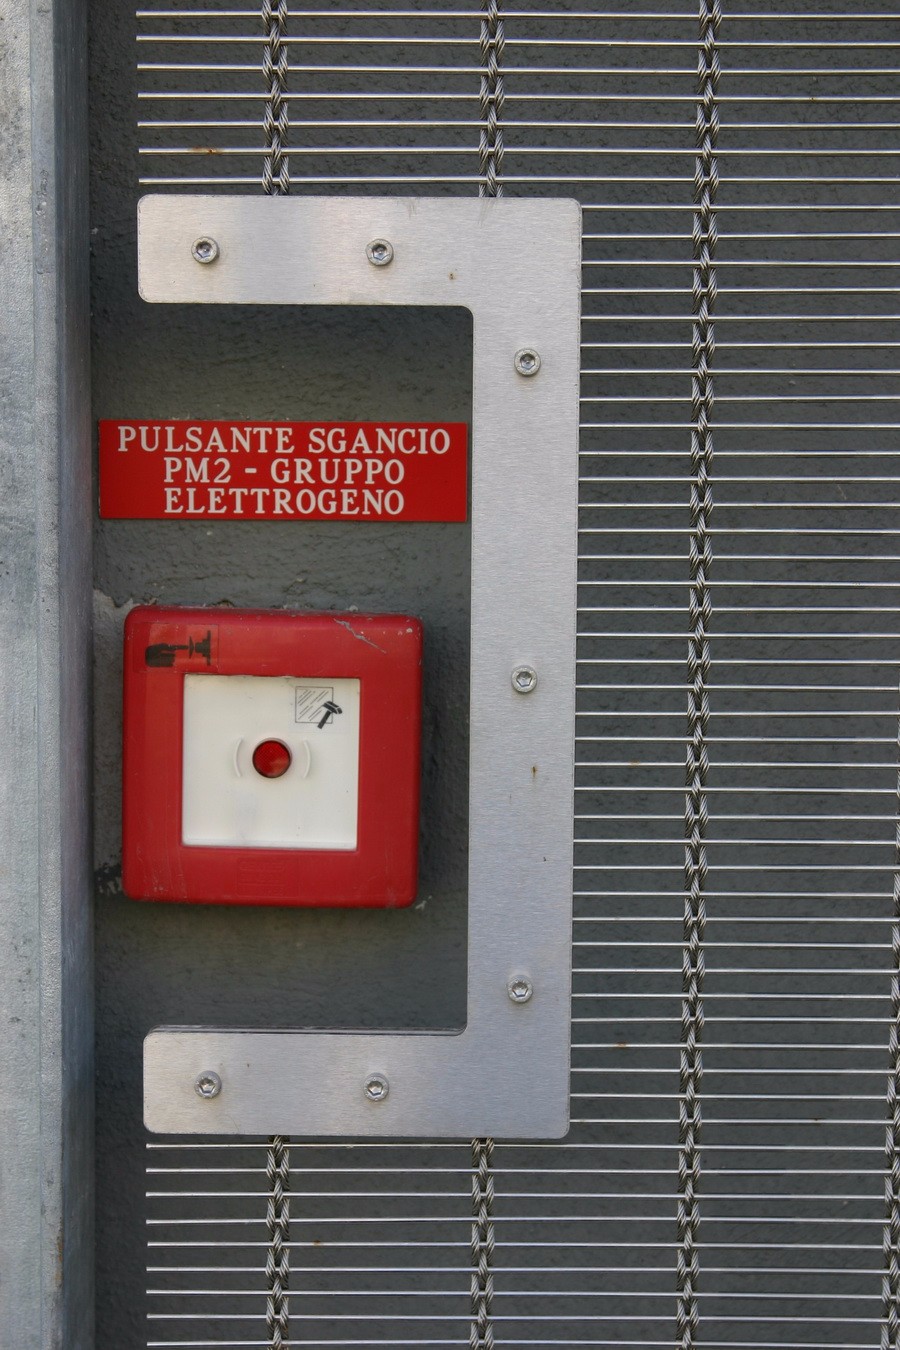 PULSANTE SGANCIO
PM2 - GRUPPO
ELETTROGENO